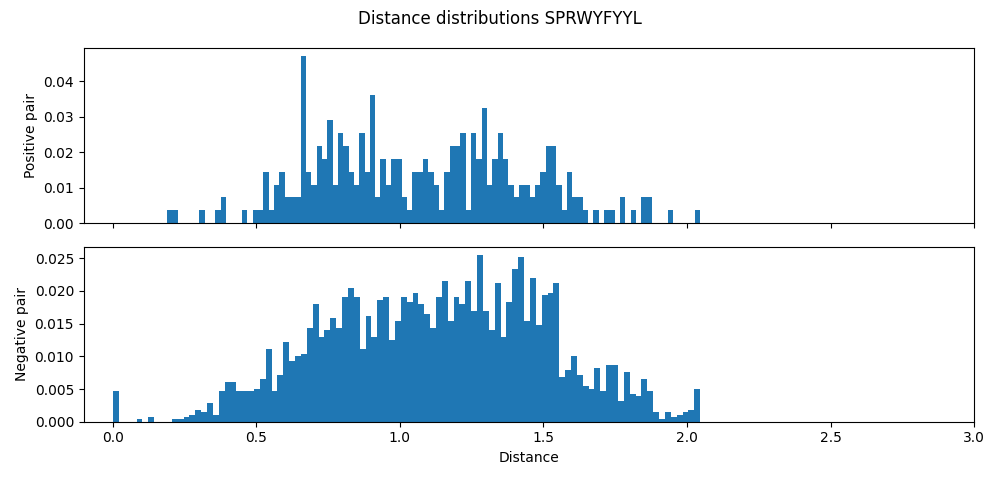 Distance distributions SPRWYFYYL
Positive pair
0.04
0.03
0.02
0.01
0.00
Negative pair
0.025
0.020
0.015
0.010
0.005
0.000
0.0 0.5 1.0 1.5 2.0 2.5 3.0
Distance